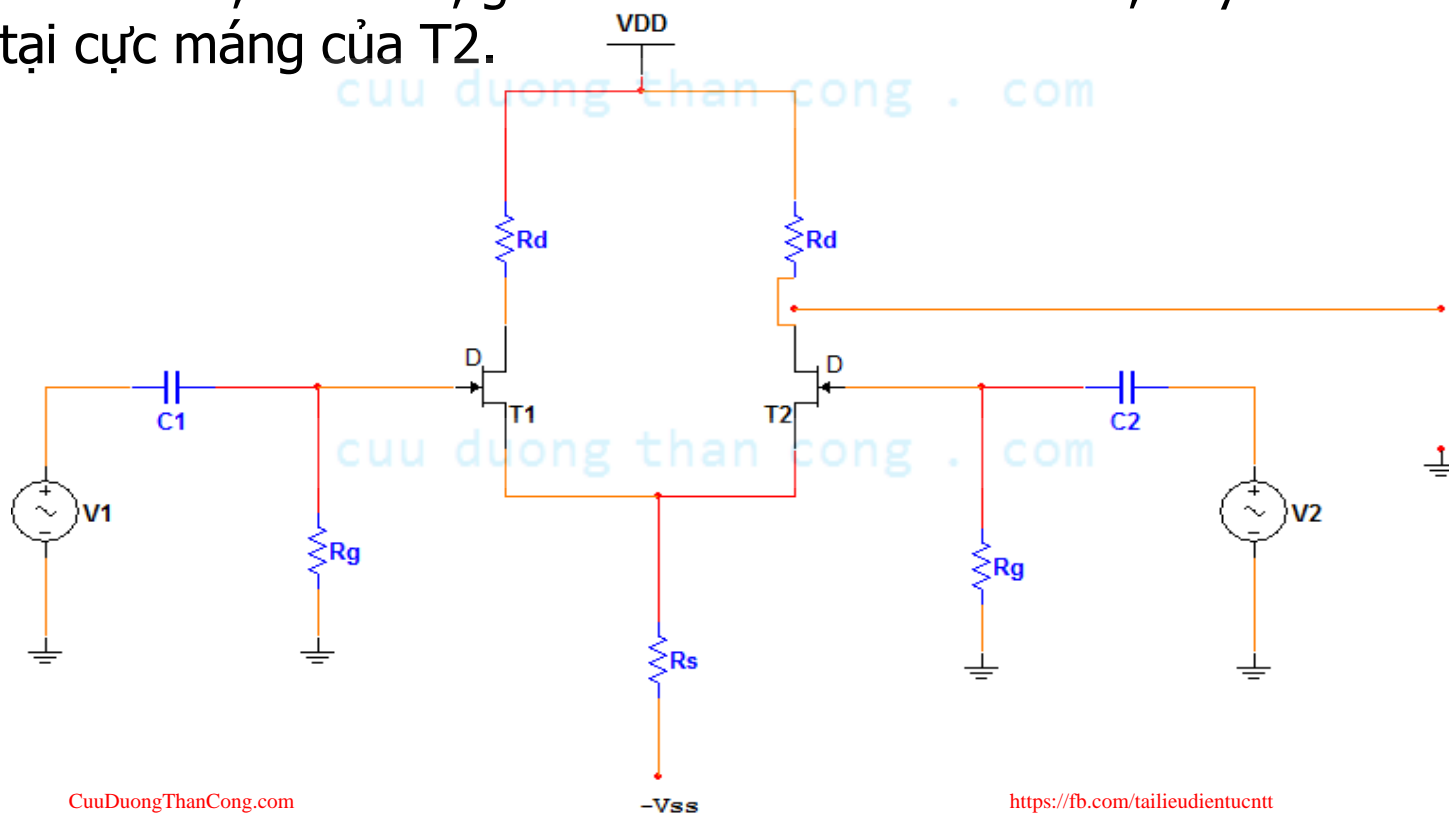 tại cực máng của T2.
VDD
cuu duong than cong . com
Rd
Rd
D
D
C1
T1
T2
C2
cuu duong than cong . com
V1
V2
Rg
Rg
Rs
CuuDuongThanCong.com
-Vss
https://fb.com/tailieudientucntt